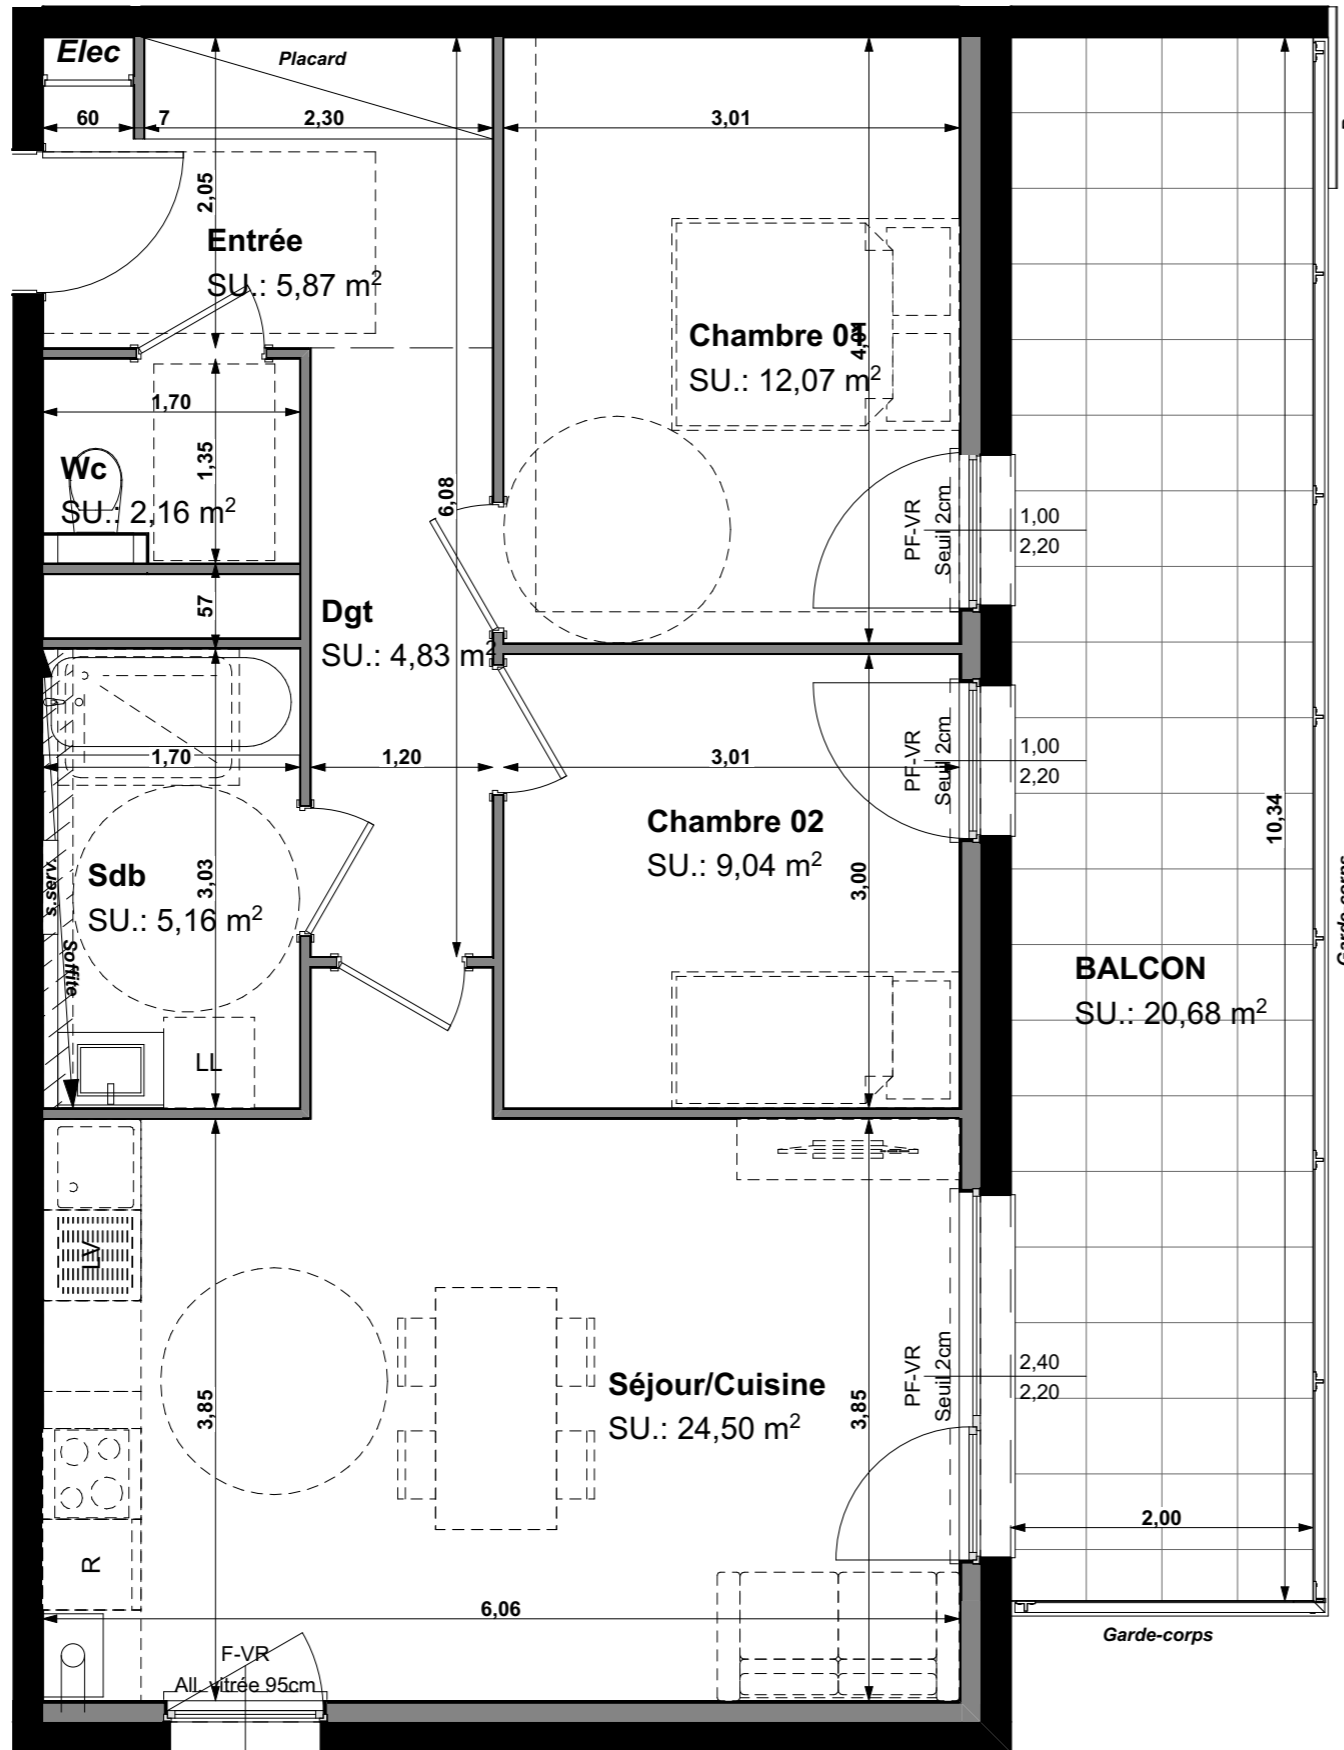 Elec
Placard
60
7
2,30
3,01
2,05
Entrée
SU.: 5,87 m²
Chambre 01
SU.: 12,07 m²
1,70
1,35
Wc
SU.: 2,16 m²
6,08
PF-VR
Seuil 2cm
1,00
2,20
57
Dgt
SU.: 4,83 m²
1,70
1,20
3,01
PF-VR
Seuil 2cm
1,00
2,20
10,34
Chambre 02
SU.: 9,04 m²
3,00
Sdb
SU.: 5,16 m²
3,03
s.serv.
Soffite
LL
BALCON
SU.: 20,68 m²
Garde-corps
LV
Séjour/Cuisine
SU.: 24,50 m²
3,85
3,85
PF-VR
Seuil 2cm
2,40
2,20
R
2,00
6,06
F-VR
All. vitrée 95cm
Garde-corps